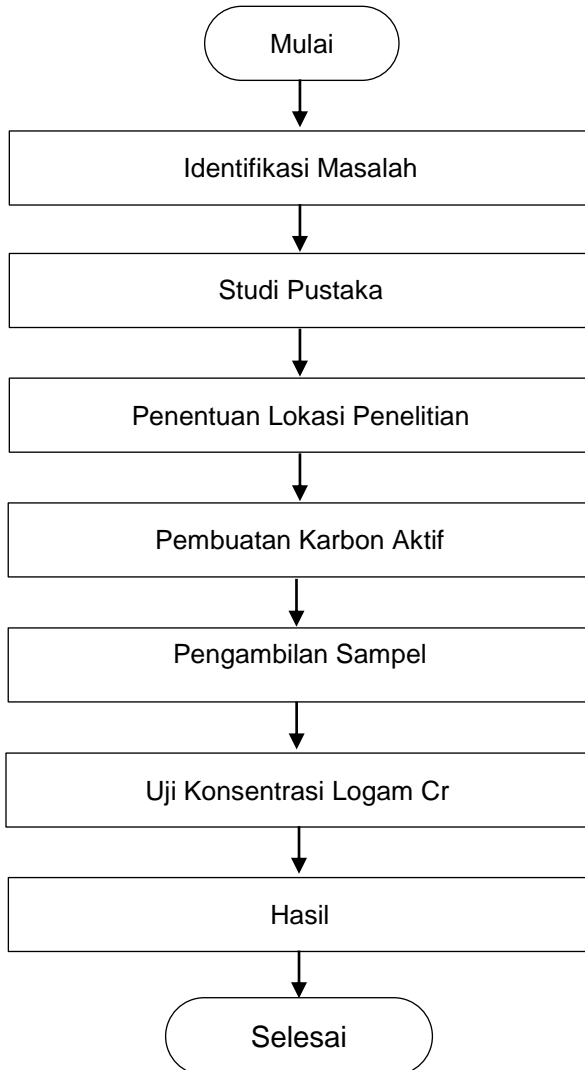 Mulai
Identifikasi Masalah
Studi Pustaka
Penentuan Lokasi Penelitian
Pembuatan Karbon Aktif
Pengambilan Sampel
Uji Konsentrasi Logam Cr
Hasil
Selesai